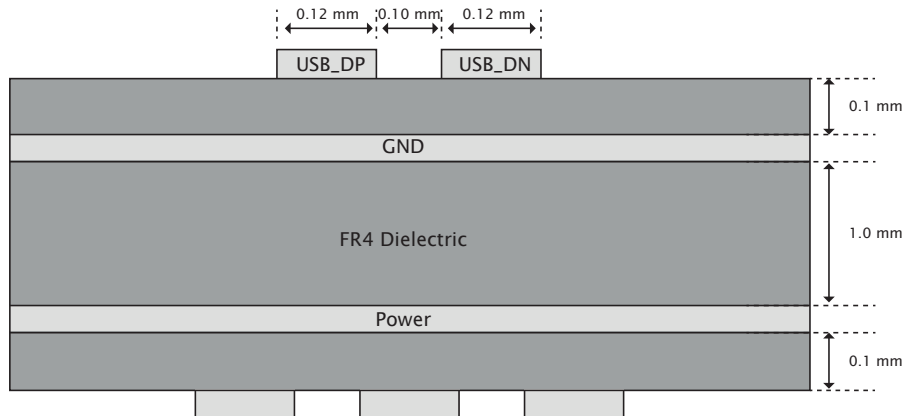 0.12 mm 0.10 mm 0.12 mm
USB_DP USB_DN
0.1 mm
GND
1.0 mm
FR4 Dielectric
Power
0.1 mm